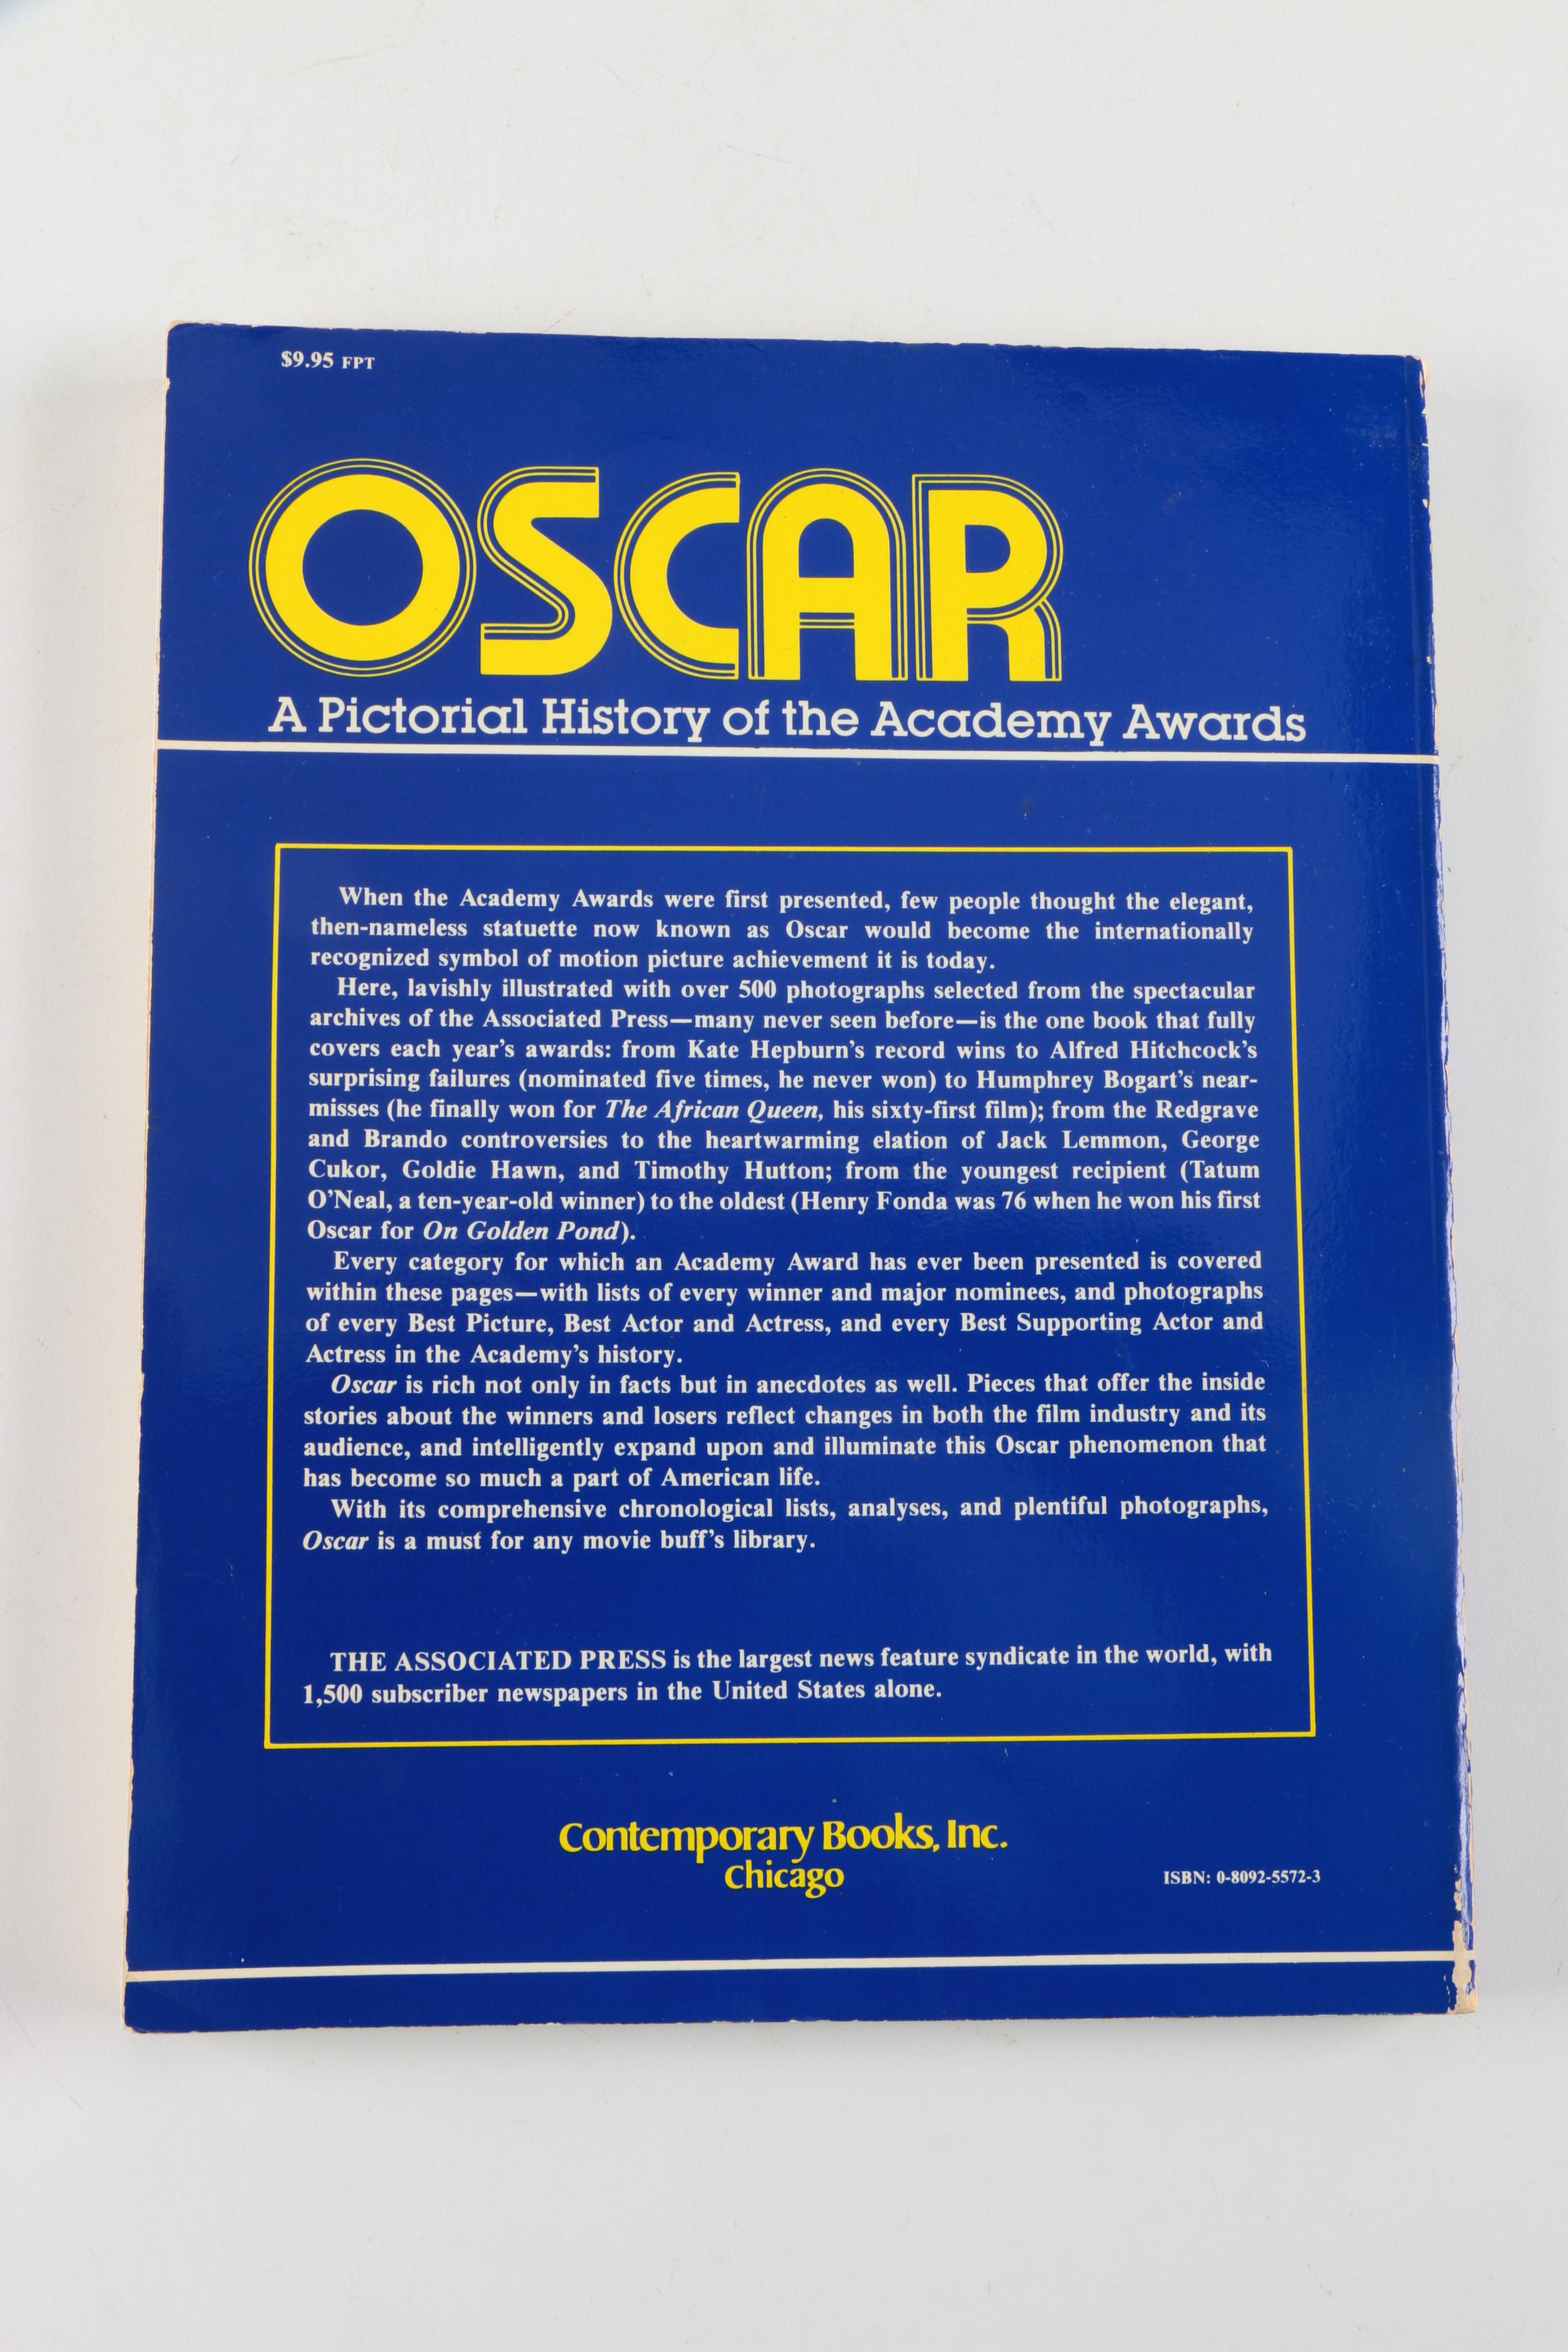 $9.95 FPT
OSCAR
A Pictorial History of the Academy Awards
When the Academy Awards were first presented, few people thought the elegant,
then-nameless statuette now known as Oscar would become the internationally
recognized symbol of motion picture achievement it is today.
Here, lavishly illustrated with over 500 photographs selected from the spectacular
archives of the Associated Press—many never seen before—is the one book that fully
covers each year's awards: from Kate Hepburn's record wins to Alfred Hitchcock's
surprising failures (nominated five times, he never won) to Humphrey Bogart's near-
misses (he finally won for The African Queen, his sixty-first film); from the Redgrave
and Brando controversies to the heartwarming elation of Jack Lemmon, George
Cukor, Goldie Hawn, and Timothy Hutton; from the youngest recipient (Tatum
O'Neal, a ten-year-old winner) to the oldest (Henry Fonda was 76 when he won his first
Oscar for On Golden Pond).
Every category for which an Academy Award has ever been presented is covered
within these pages—with lists of every winner and major nominees, and photographs
of every Best Picture, Best Actor and Actress, and every Best Supporting Actor and
Actress in the Academy's history.
Oscar is rich not only in facts but in anecdotes as well. Pieces that offer the inside
stories about the winners and losers reflect changes in both the film industry and its
audience, and intelligently expand upon and illuminate this Oscar phenomenon that
has become so much a part of American life.
With its comprehensive chronological lists, analyses, and plentiful photographs,
Oscar is a must for any movie buff's library.
THE ASSOCIATED PRESS is the largest news feature syndicate in the world, with
1,500 subscriber newspapers in the United States alone.
Contemporary Books, Inc.
Chicago
ISBN: 0-8092-5572-3